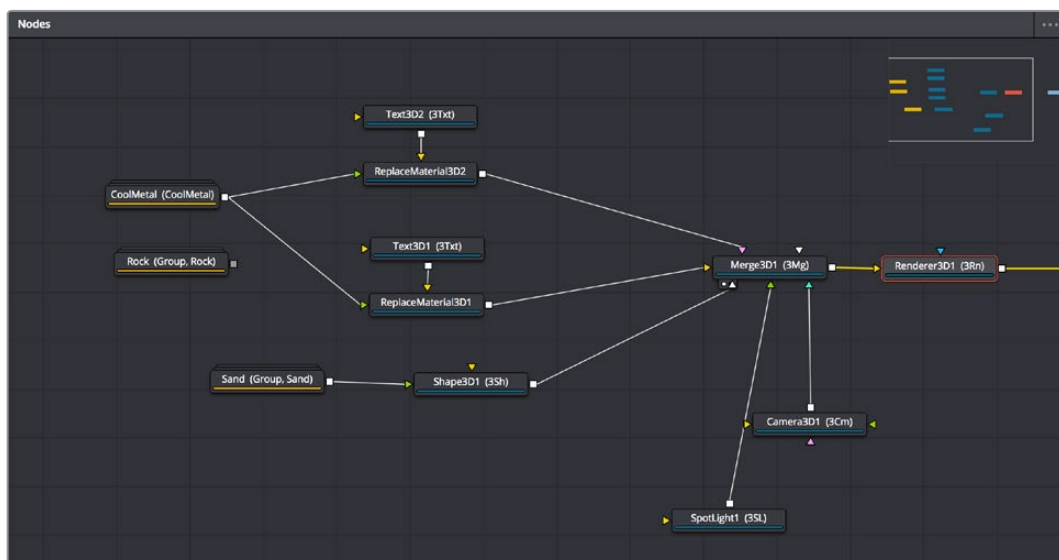 Nodes
Text3D2 (3Txt)
ReplaceMaterial3D2
CoolMetal (CoolMetal)
Text3D1 (3Txt)
Rock (Group, Rock)
Merge3D1 (3Mg)
Renderer3D1 (3Rn)
ReplaceMaterial3D1
Sand (Group, Sand)
Shape3D1 (3Sh)
Camera3D1 (3Cm)
SpotLight1 (3SL)